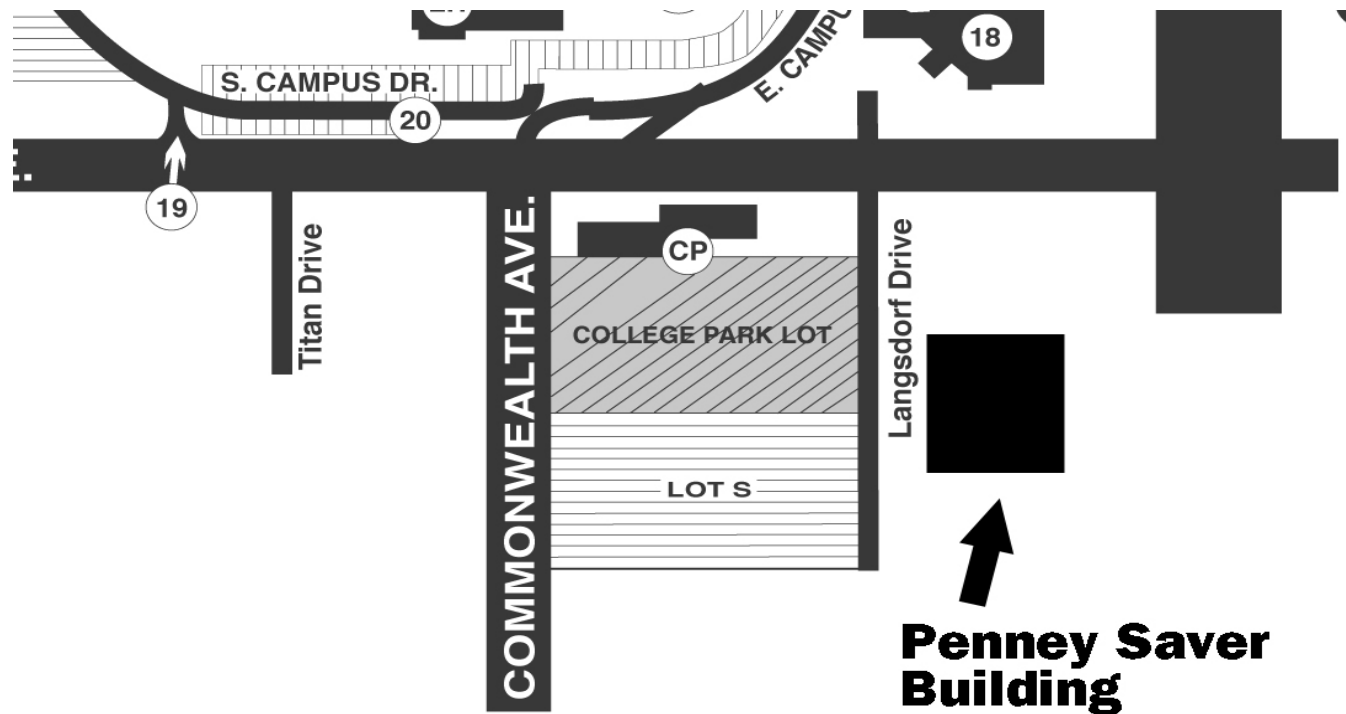 18
S. CAMPUS DR.
E. CAMPU
20
E.
19
Titan Drive
COMMONWEALTH AVE.
CP
COLLEGE PARK LOT
Langsdorf Drive
LOT S
Penney Saver
Building